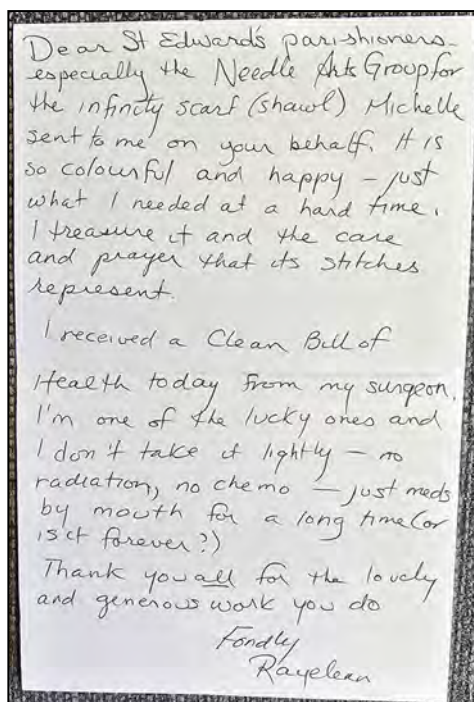 Dear St Edward's parishioners -
especially the Needle Arts Group for
the infinity scarf (shawl) Michelle
sent to me on your behalf. It is
so colourful and happy - just
what I needed at a hard time.
I treasure it and the care
and prayer that its stitches
represent.
I received a Clean Bill of
Health today from my surgeon.
I'm one of the lucky ones and
I don't take it lightly - no
radiation, no chemo - just meds
by mouth for a long time (or
is it forever?)
Thank you all for the lovely
and generous work you do
Fondly
Rayelean